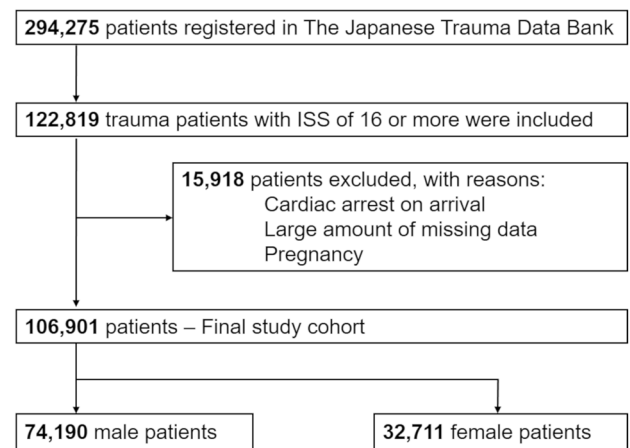 294,275 patients registered in The Japanese Trauma Data Bank
122,819 trauma patients with ISS of 16 or more were included
15,918 patients excluded, with reasons:
Cardiac arrest on arrival
Large amount of missing data
Pregnancy
106,901 patients – Final study cohort
74,190 male patients
32,711 female patients